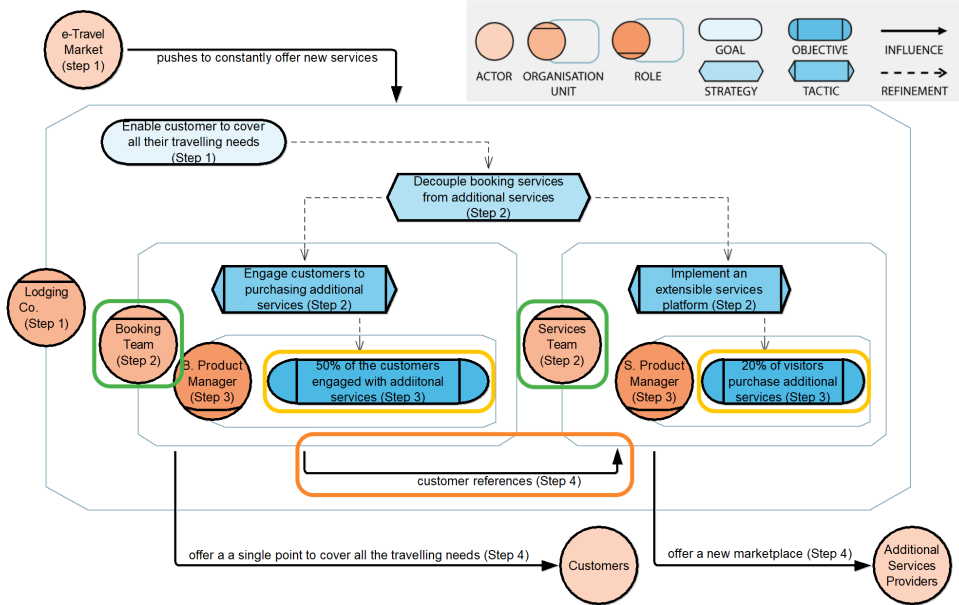 e-Travel
Market
(step 1)
pushes to constantly offer new services
ACTOR
ORGANISATION
UNIT
ROLE
GOAL
STRATEGY
OBJECTIVE
TACTIC
INFLUENCE
REFINEMENT
Enable customer to cover
all their travelling needs
(Step 1)
Decouple booking services
from additional services
(Step 2)
Lodging
Co.
(Step 1)
Engage customers to
purchasing additional
services (Step 2)
Implement an
extensible services
platform (Step 2)
Booking
Team
(Step 2)
Services
Team
(Step 2)
B. Product
Manager
(Step 3)
50% of the customers
engaged with addiitonal
services (Step 3)
S. Product
Manager
(Step 3)
20% of visitors
purchase additional
services (Step 3)
customer references (Step 4)
offer a a single point to cover all the travelling needs (Step 4)
Customers
offer a new marketplace (Step 4)
Additional
Services
Providers